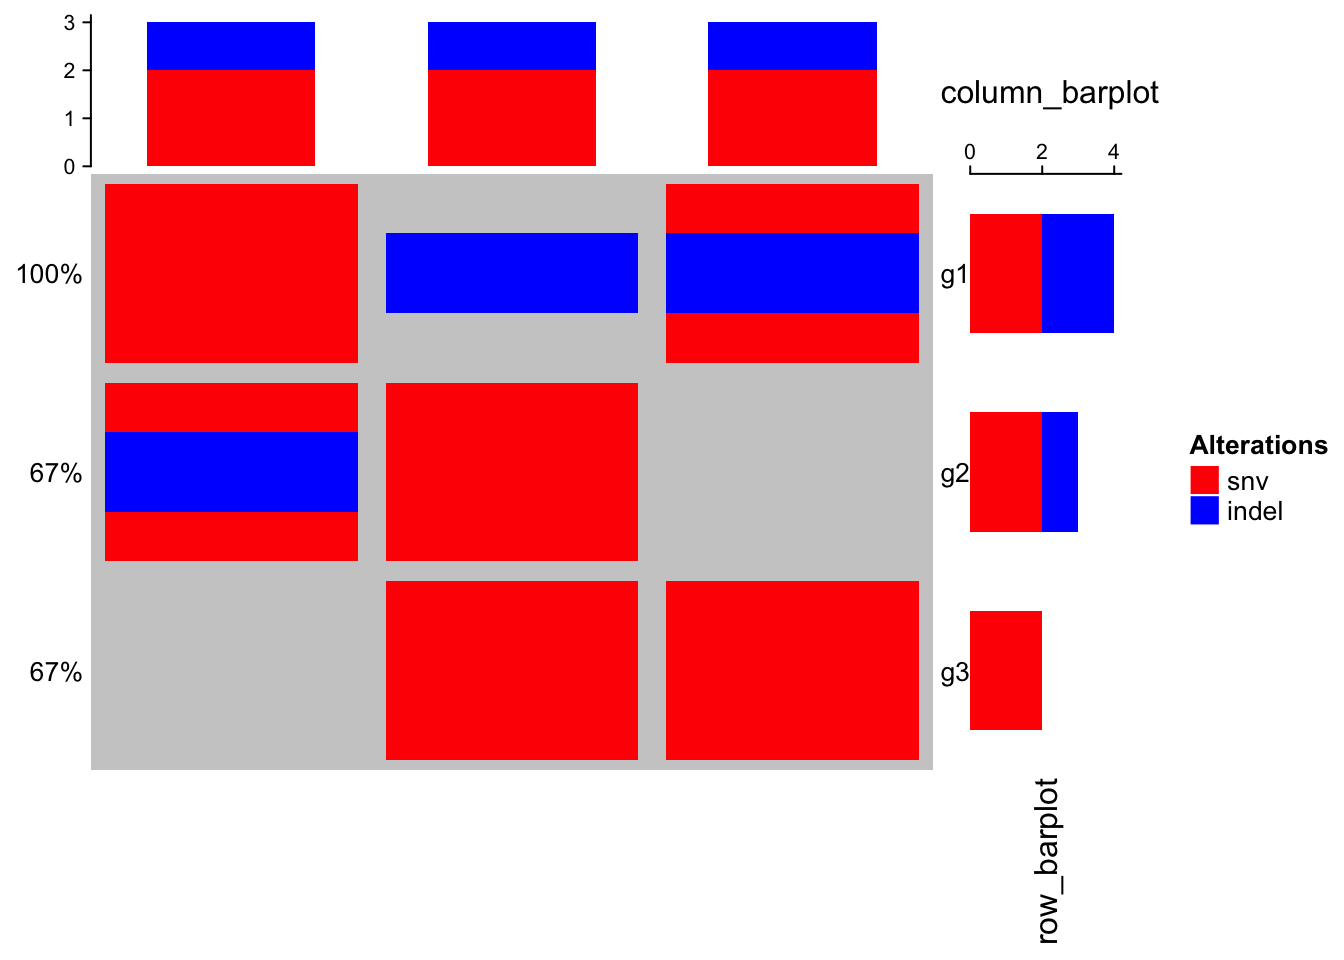 3
2
1
0
column_barplot
0 2 4
100%
g1
67%
g2
Alterations
snv
indel
67%
g3
row_barplot